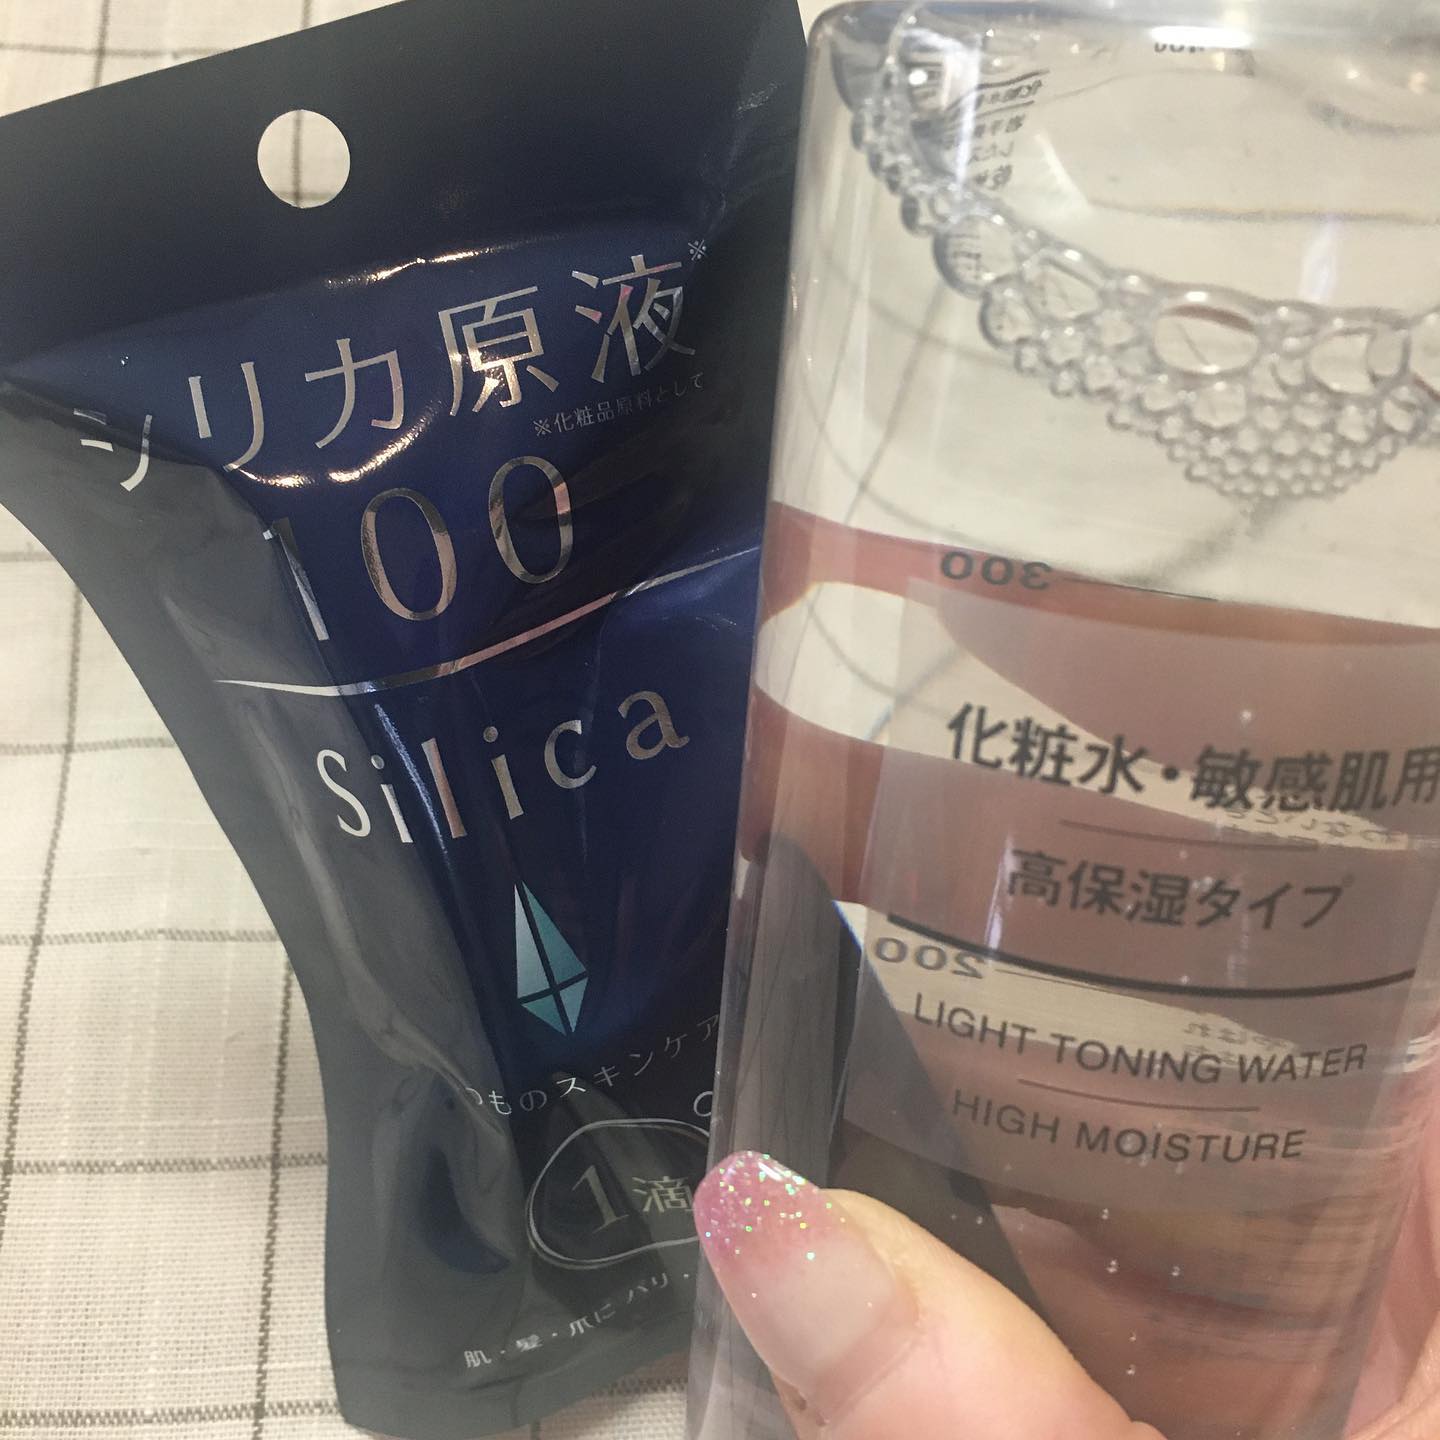 シリカ原液※
※化粧品原料として
100
Silica
ものスキンケア
1滴
肌・髪・爪に ハリ・
300
化粧水・敏感肌用
高保湿タイプ
200
LIGHT TONING WATER
HIGH MOISTURE